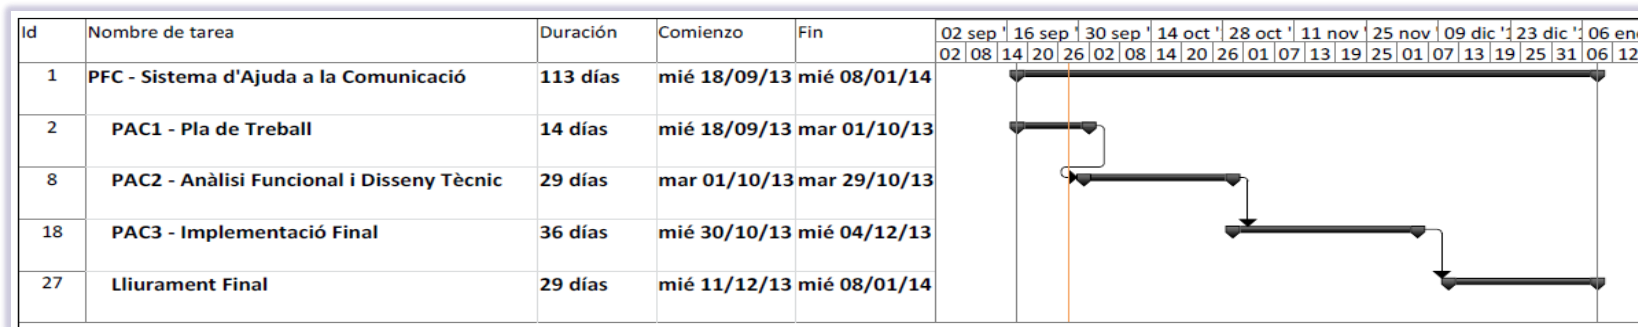 Id Nombre de tarea Duración Comienzo Fin 02 sep ' 16 sep ' 30 sep ' 14 oct ' 28 oct ' 11 nov ' 25 nov ' 09 dic '1 23 dic '1 06 ene
02 08 14 20 26 02 08 14 20 26 01 07 13 19 25 01 07 13 19 25 31 06 12
1 PFC - Sistema d'Ajuda a la Comunicació 113 días mié 18/09/13 mié 08/01/14
2 PAC1 - Pla de Treball 14 días mié 18/09/13 mar 01/10/13
8 PAC2 - Anàlisi Funcional i Disseny Tècnic 29 días mar 01/10/13 mar 29/10/13
18 PAC3 - Implementació Final 36 días mié 30/10/13 mié 04/12/13
27 Lliurament Final 29 días mié 11/12/13 mié 08/01/14